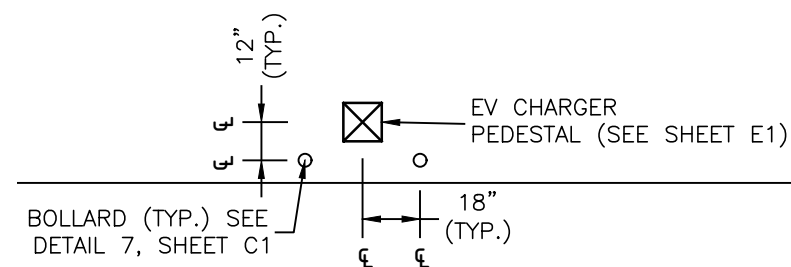 12"
(TYP.)
EV CHARGER
PEDESTAL (SEE SHEET E1)
℄
℄
BOLLARD (TYP.) SEE
DETAIL 7, SHEET C1
18"
(TYP.)
℄ ℄